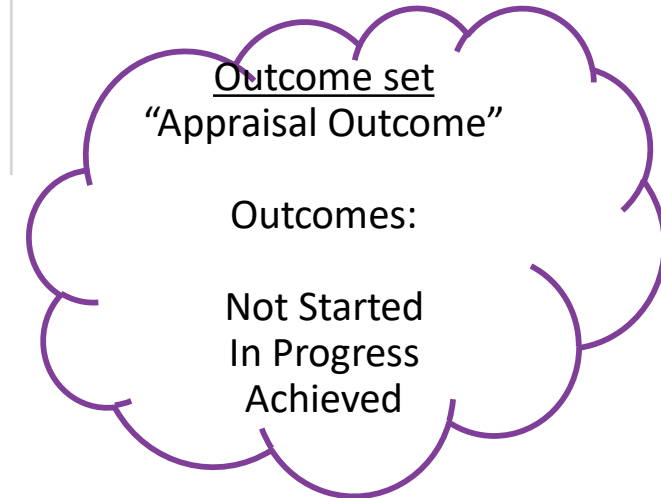 Outcome set
“Appraisal Outcome”
Outcomes:
Not Started
In Progress
Achieved